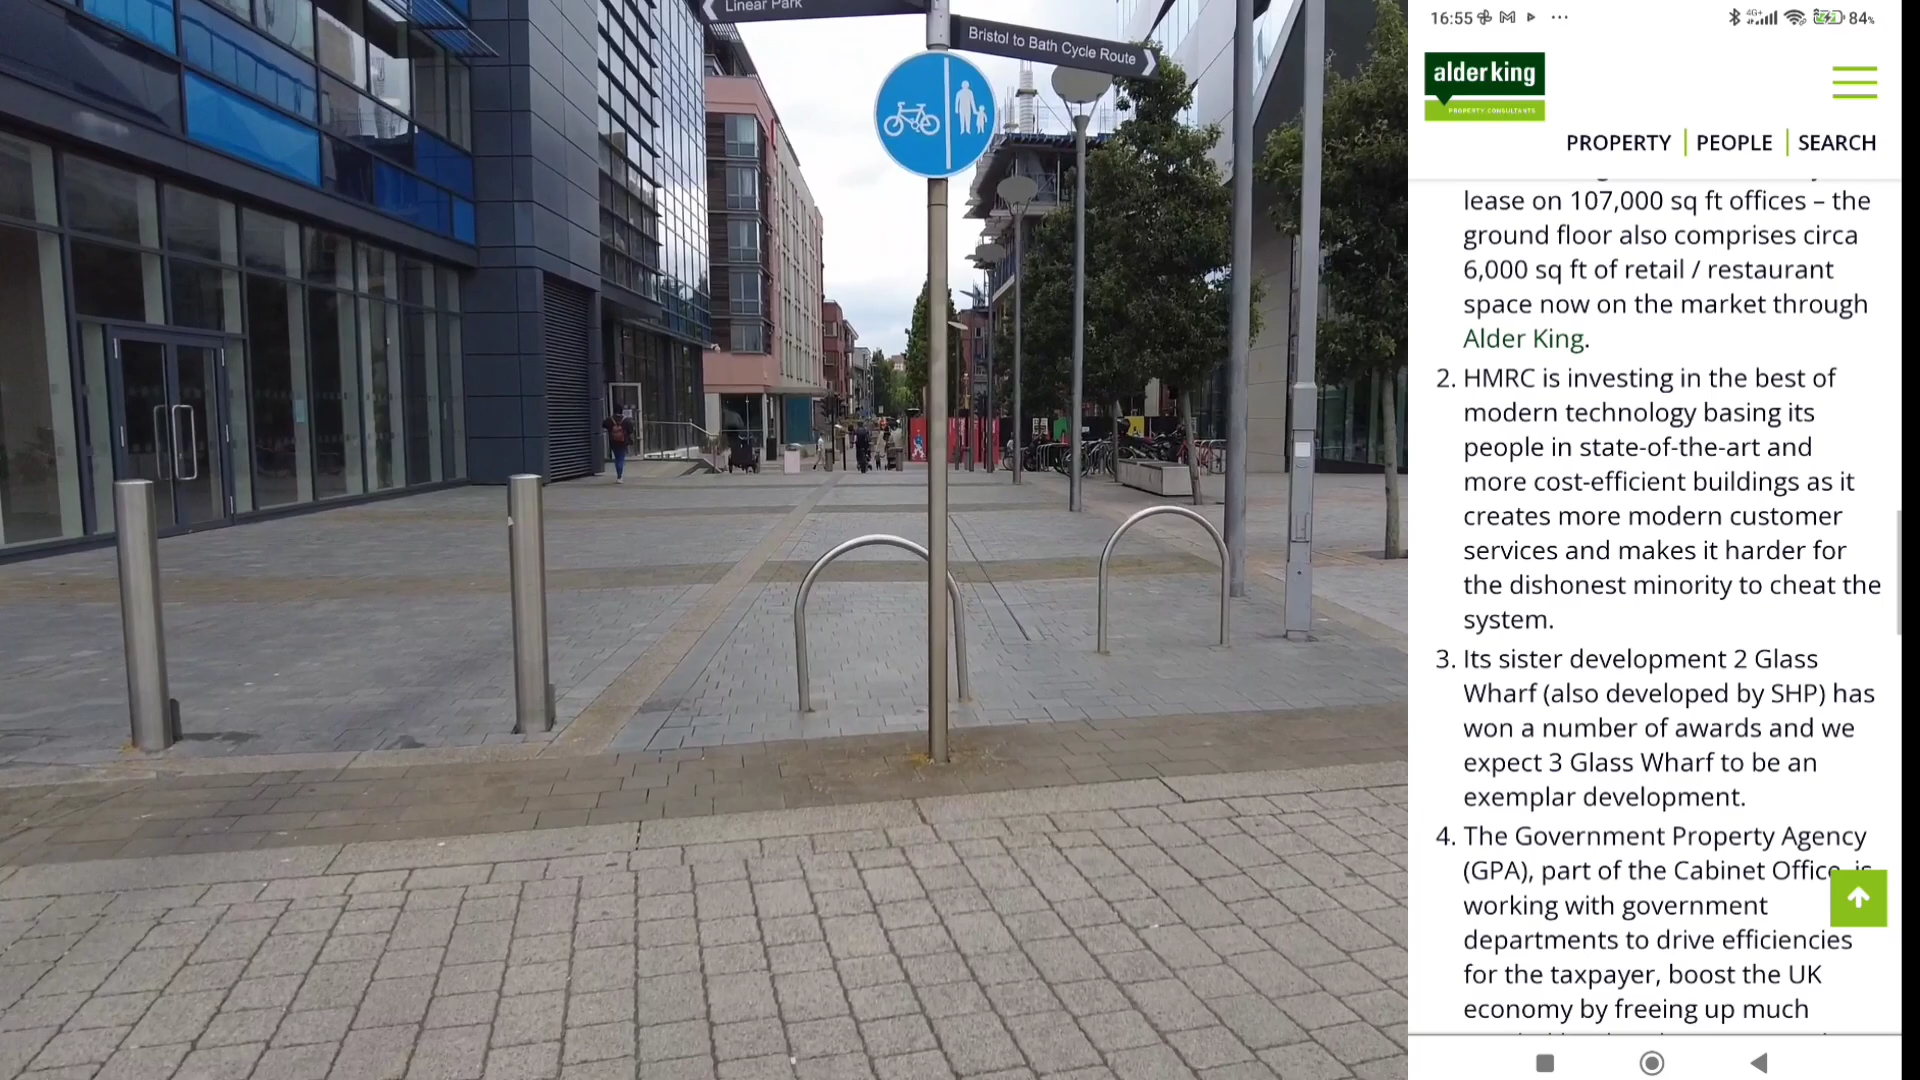 Linear Park
Bristol to Bath Cycle Route
16:55
4G+
84%
alderking
PROPERTY CONSULTANTS
PROPERTY
PEOPLE
SEARCH
lease on 107,000 sq ft offices – the
ground floor also comprises circa
6,000 sq ft of retail / restaurant
space now on the market through
Alder King.
2. HMRC is investing in the best of
modern technology basing its
people in state-of-the-art and
more cost-efficient buildings as it
creates more modern customer
services and makes it harder for
the dishonest minority to cheat the
system.
3. Its sister development 2 Glass
Wharf (also developed by SHP) has
won a number of awards and we
expect 3 Glass Wharf to be an
exemplar development.
4. The Government Property Agency
(GPA), part of the Cabinet Office, is
working with government
departments to drive efficiencies
for the taxpayer, boost the UK
economy by freeing up much